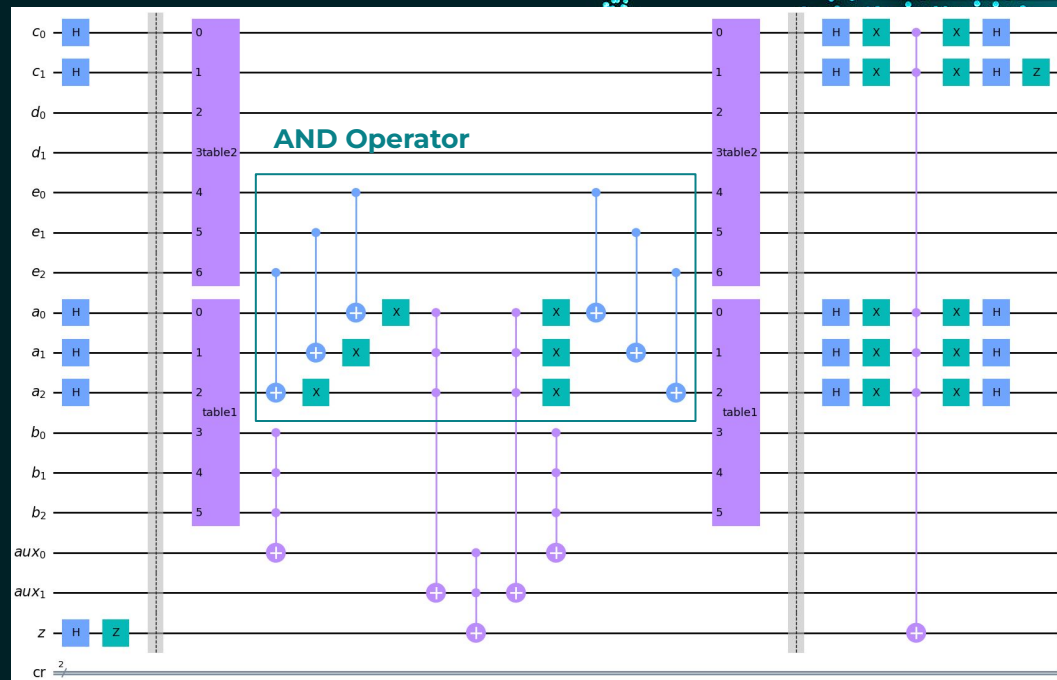 c0 H 0 0 H X X H
c1 H 1 1 H X X H Z
d0 2 2
AND Operator
d1 3table2 3table2
e0 4 4
e1 5 5
e2 6 6
a0 H 0 X X 0 H X X H
a1 H 1 X X 1 H X X H
a2 H 2 X X 2 H X X H
table1 table1
b0 3 3
b1 4 4
b2 5 5
aux0
aux1
z H Z
cr 2